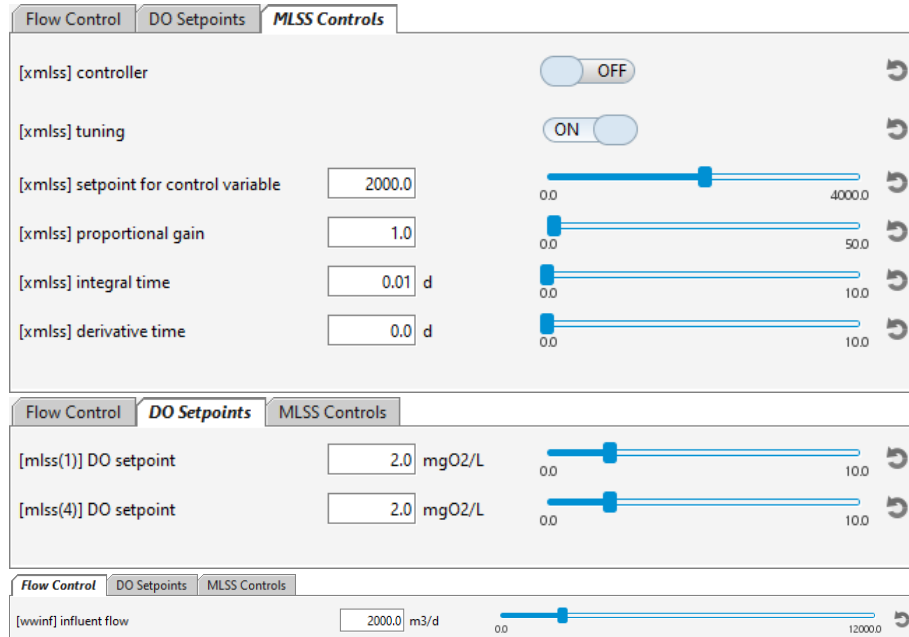 Flow Control DO Setpoints MLSS Controls
[xmlss] controller OFF
[xmlss] tuning ON
[xmlss] setpoint for control variable 2000.0
0.0 4000.0
[xmlss] proportional gain 1.0
0.0 50.0
[xmlss] integral time 0.01 d
0.0 10.0
[xmlss] derivative time 0.0 d
0.0 10.0
Flow Control DO Setpoints MLSS Controls
[mlss(1)] DO setpoint 2.0 mgO2/L
0.0 10.0
[mlss(4)] DO setpoint 2.0 mgO2/L
0.0 10.0
Flow Control DO Setpoints MLSS Controls
[wwinf] influent flow 2000.0 m3/d
0.0 12000.0